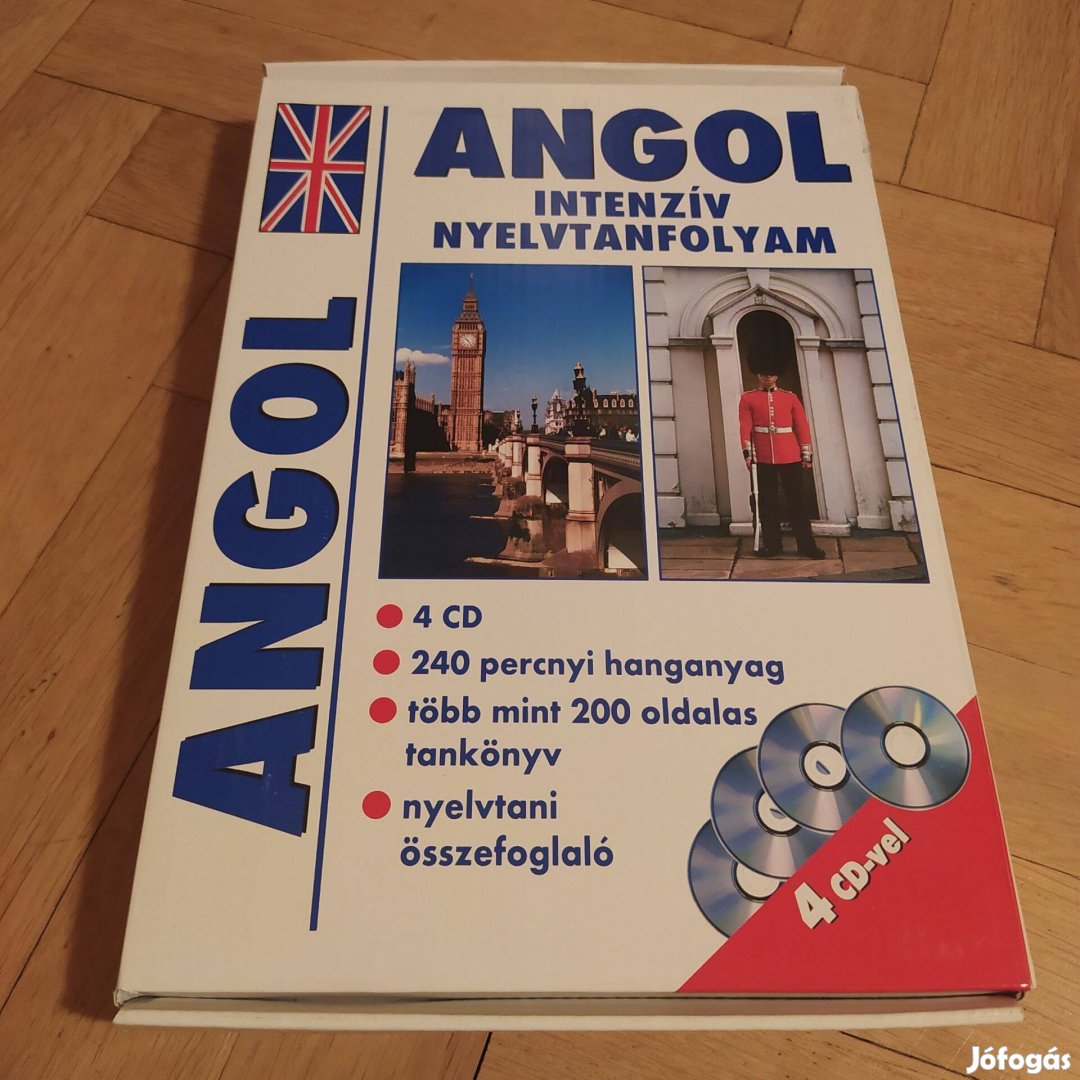 ANGOL
INTENZÍV
NYELVTANFOLYAM
ANGOL
4 CD
240 percnyi hanganyag
több mint 200 oldalas
tankönyv
nyelvtani
összefoglaló
4 CD-vel
Jófogás